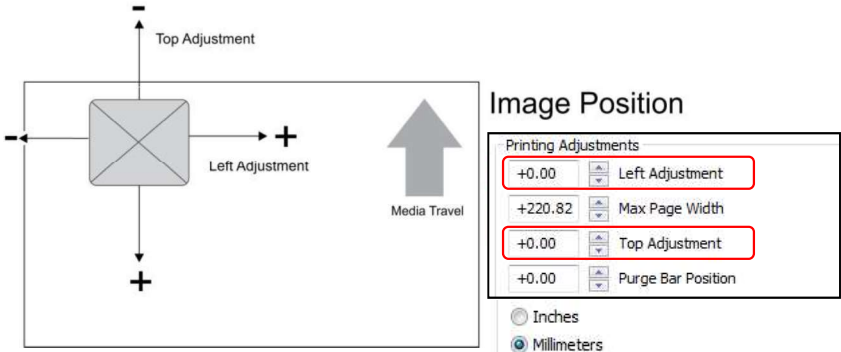 -
Top Adjustment
- +
Left Adjustment
Media Travel
+
Image Position
Printing Adjustments
+0.00 Left Adjustment
+220.82 Max Page Width
+0.00 Top Adjustment
+0.00 Purge Bar Position
Inches
Millimeters